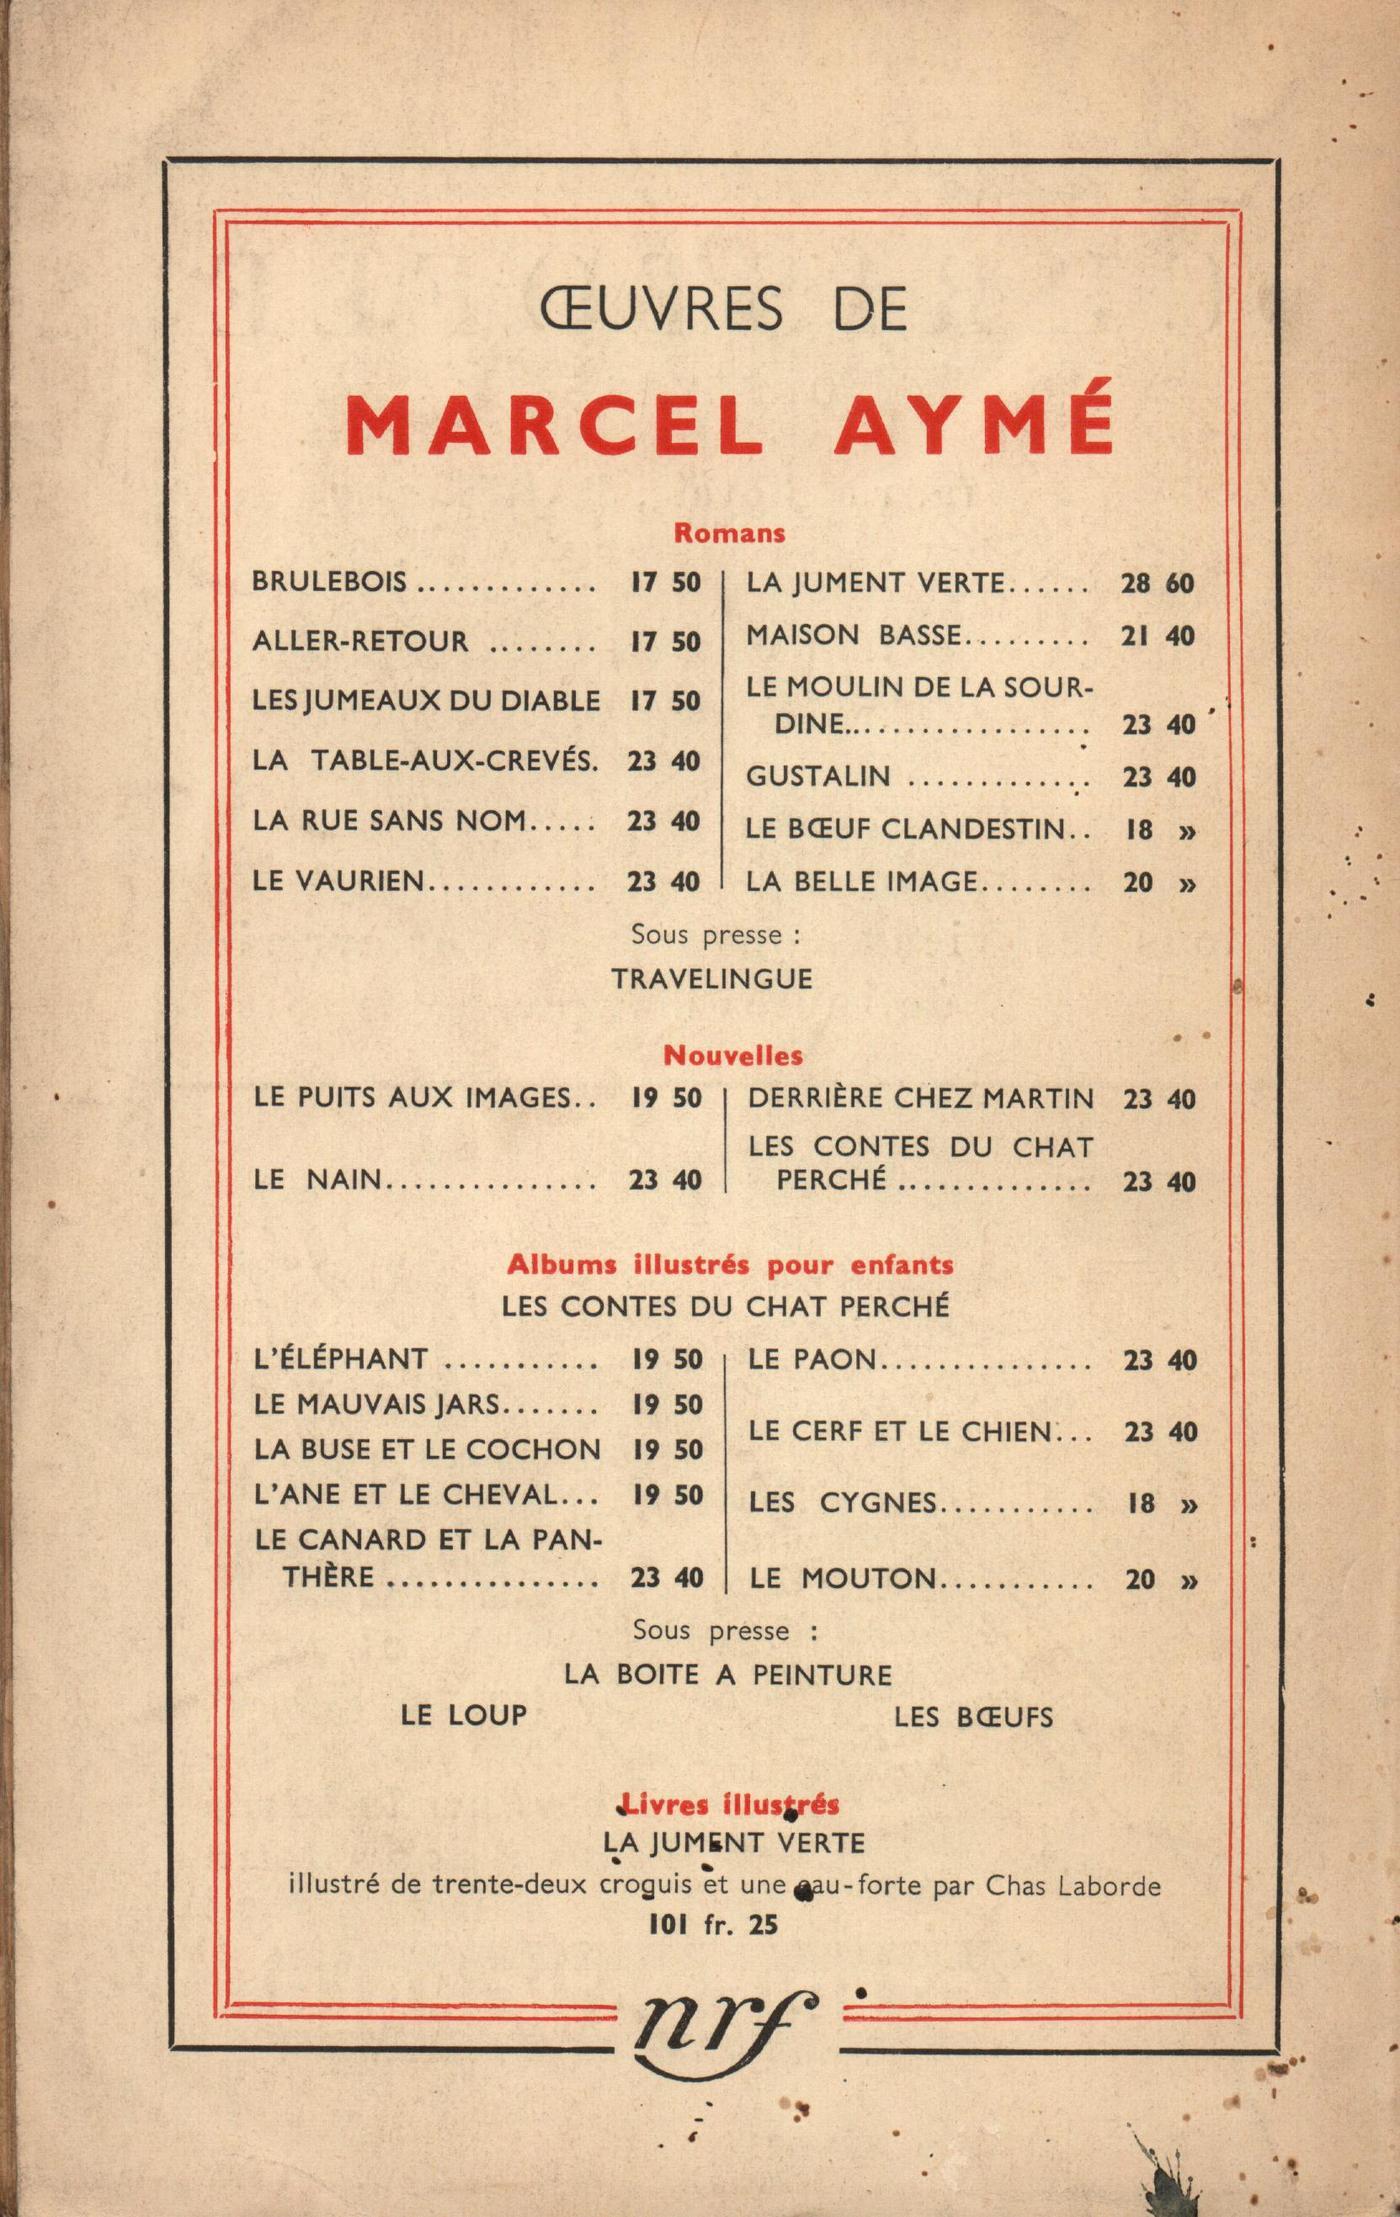 ŒUVRES DE
MARCEL AYMÉ
Romans
BRULEBOIS ............. 17 50
ALLER-RETOUR ........ 17 50
LES JUMEAUX DU DIABLE 17 50
LA TABLE-AUX-CREVÉS. 23 40
LA RUE SANS NOM..... 23 40
LE VAURIEN............ 23 40
LA JUMENT VERTE...... 28 60
MAISON BASSE......... 21 40
LE MOULIN DE LA SOUR-
DINE.................. 23 40
GUSTALIN ............. 23 40
LE BŒUF CLANDESTIN.. 18 »
LA BELLE IMAGE........ 20 »
Sous presse :
TRAVELINGUE
Nouvelles
LE PUITS AUX IMAGES.. 19 50
LE NAIN............... 23 40
DERRIÈRE CHEZ MARTIN 23 40
LES CONTES DU CHAT
PERCHÉ .............. 23 40
Albums illustrés pour enfants
LES CONTES DU CHAT PERCHÉ
L'ÉLÉPHANT ........... 19 50
LE MAUVAIS JARS....... 19 50
LA BUSE ET LE COCHON 19 50
L'ANE ET LE CHEVAL... 19 50
LE CANARD ET LA PAN-
THÈRE ............... 23 40
LE PAON............... 23 40
LE CERF ET LE CHIEN... 23 40
LES CYGNES........... 18 »
LE MOUTON........... 20 »
Sous presse :
LA BOITE A PEINTURE
LE LOUP LES BŒUFS
Livres illustrés
LA JUMENT VERTE
illustré de trente-deux croquis et une eau-forte par Chas Laborde
101 fr. 25
nrf